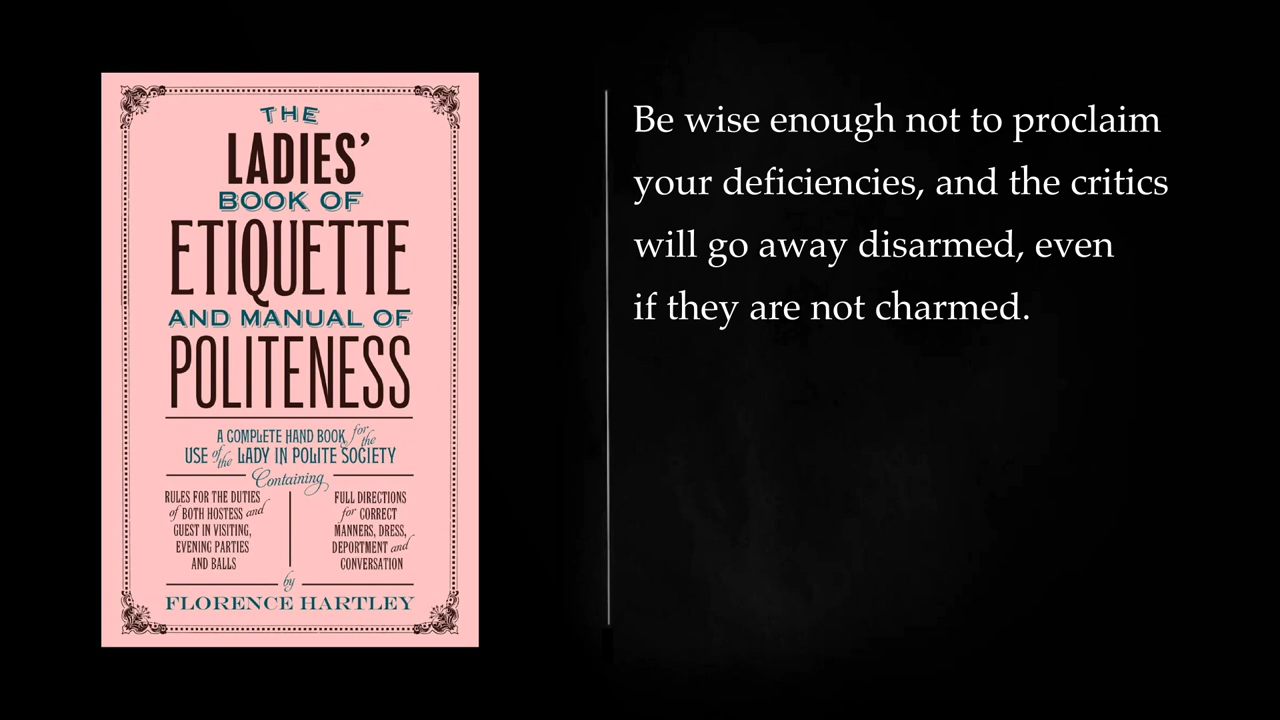 THE
LADIES'
BOOK OF
ETIQUETTE
AND MANUAL OF
POLITENESS
A COMPLETE HAND BOOK for the
USE of the LADY IN POLITE SOCIETY
Containing
RULES FOR THE DUTIES
of BOTH HOSTESS and
GUEST IN VISITING,
EVENING PARTIES
AND BALLS
FULL DIRECTIONS
for CORRECT
MANNERS, DRESS,
DEPORTMENT and
CONVERSATION
by
FLORENCE HARTLEY
Be wise enough not to proclaim
your deficiencies, and the critics
will go away disarmed, even
if they are not charmed.